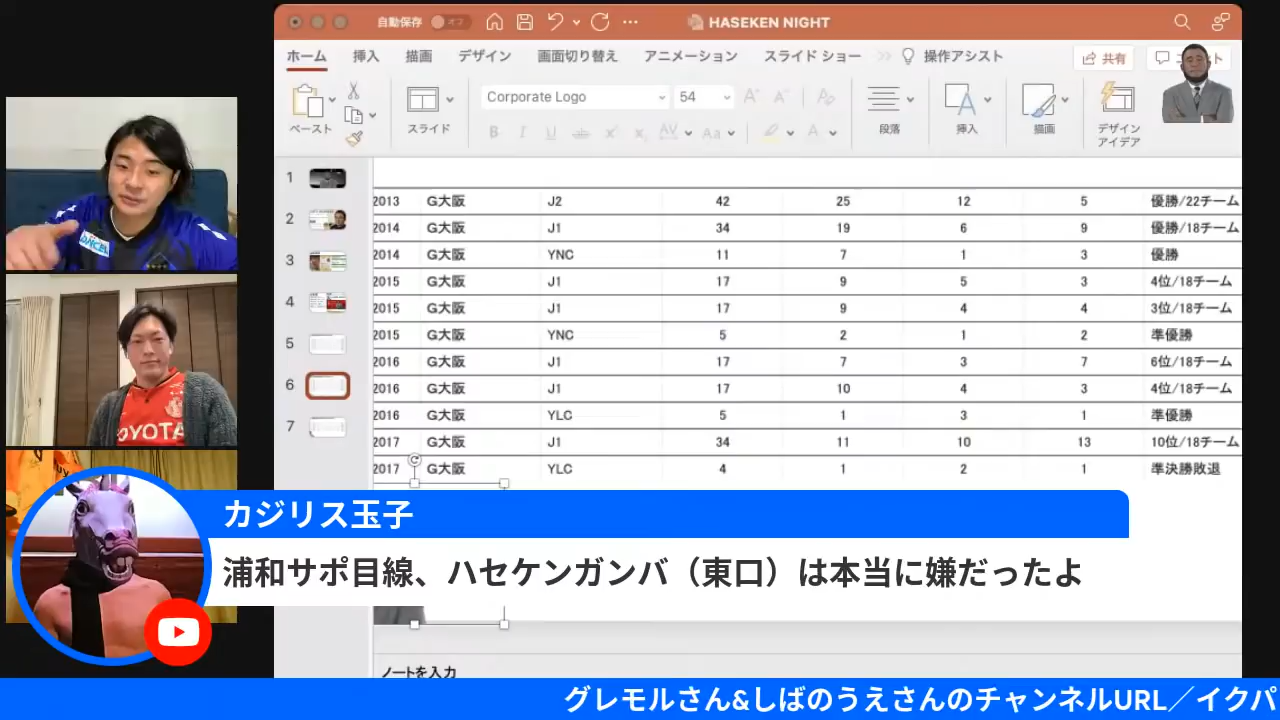 自動保存 オフ
HASEKEN NIGHT
ホーム 挿入 描画 デザイン 画面切り替え アニメーション スライド ショー 操作アシスト 共有
Corporate Logo 54
ペースト スライド 段落 挿入 描画 デザイン
アイデア
1
2
3
4
5
6
7
2013 G大阪 J2 42 25 12 5 優勝/22チーム
2014 G大阪 J1 34 19 6 9 優勝/18チーム
2014 G大阪 YNC 11 7 1 3 優勝
2015 G大阪 J1 17 9 5 3 4位/18チーム
2015 G大阪 J1 17 9 4 4 3位/18チーム
2015 G大阪 YNC 5 2 1 2 準優勝
2016 G大阪 J1 17 7 3 7 6位/18チーム
2016 G大阪 J1 17 10 4 3 4位/18チーム
2016 G大阪 YLC 5 1 3 1 準優勝
2017 G大阪 J1 34 11 10 13 10位/18チーム
2017 G大阪 YLC 4 1 2 1 準決勝敗退
カジリス玉子
浦和サポ目線、ハセケンガンバ（東口）は本当に嫌だったよ
ノートを入力
グレモルさん&しばのうえさんのチャンネルURL／イクパ